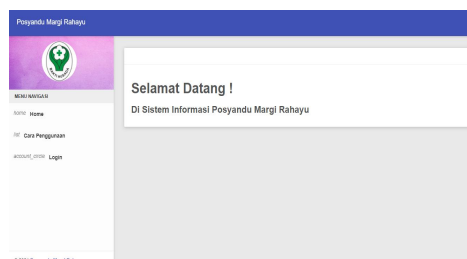 Posyandu Margi Rahayu
MENU NAVIGASI
home Home
list Cara Penggunaan
account_circle Login
Selamat Datang !
Di Sistem Informasi Posyandu Margi Rahayu